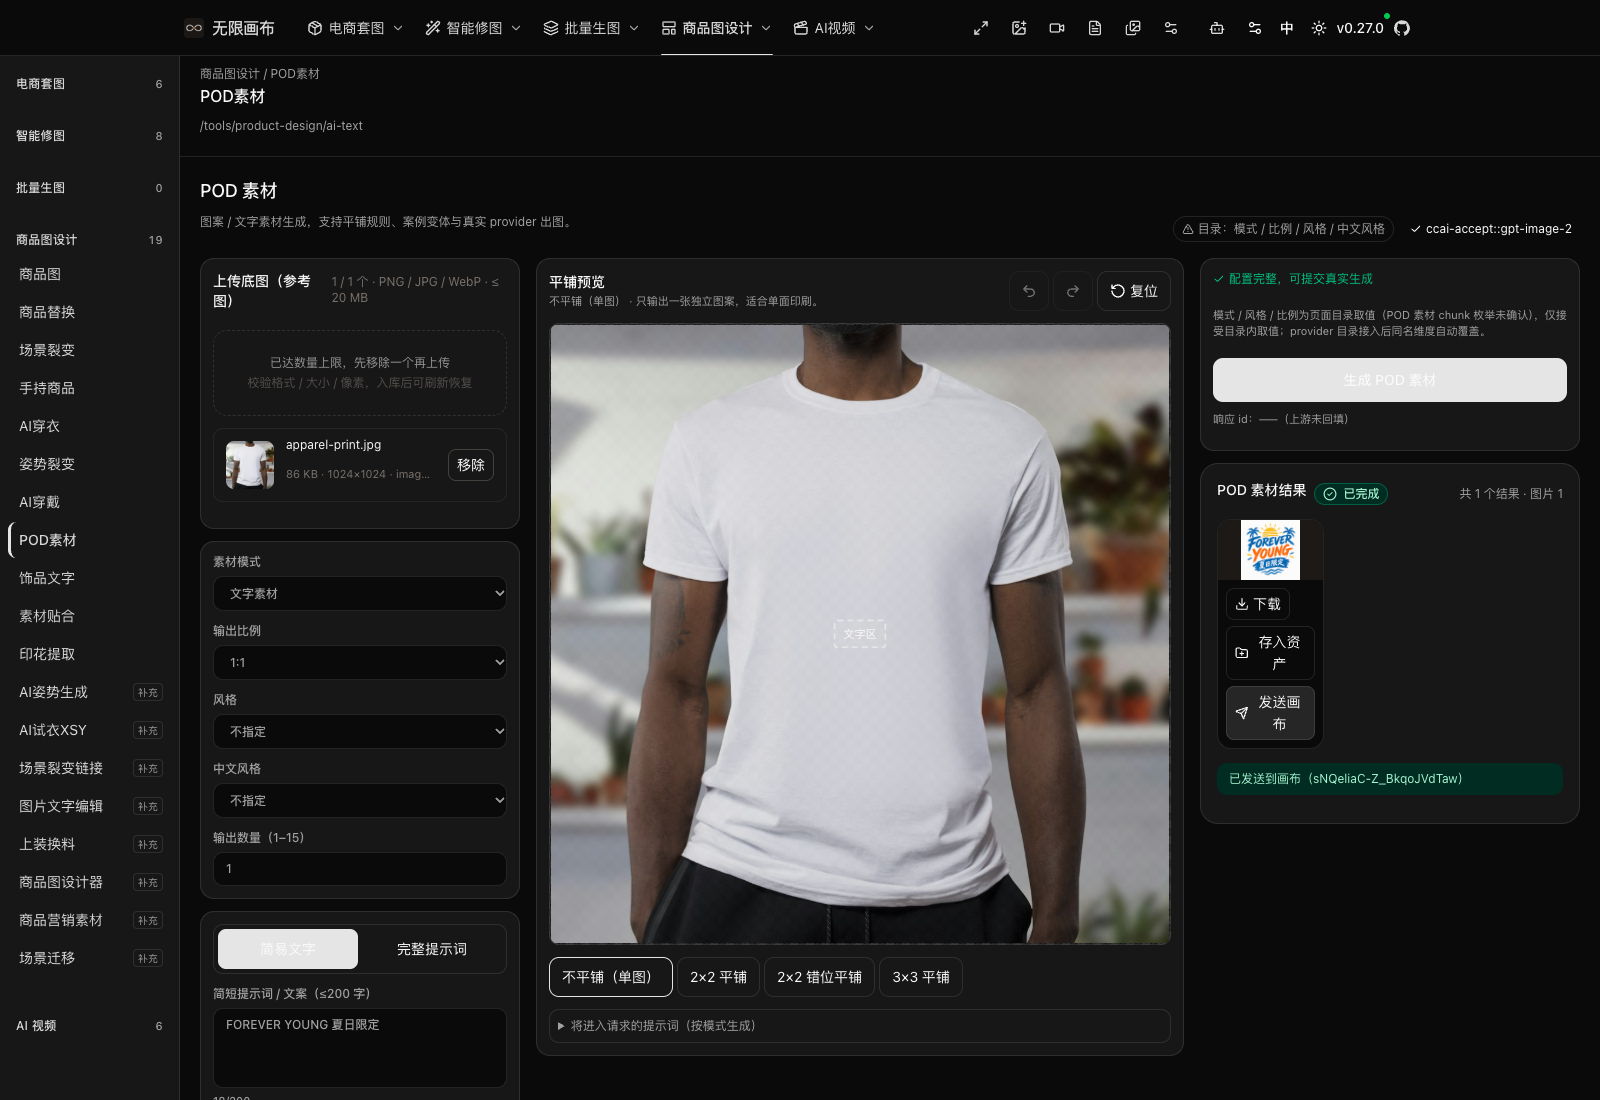 无限画布
电商套图
智能修图
批量生图
商品图设计
AI视频
中
v0.27.0
电商套图 6
智能修图 8
批量生图 0
商品图设计 19
商品图
商品替换
场景裂变
手持商品
AI穿衣
姿势裂变
AI穿戴
POD素材
饰品文字
素材贴合
印花提取
AI姿势生成 补充
AI试衣XSY 补充
场景裂变链接 补充
图片文字编辑 补充
上装换料 补充
商品图设计器 补充
商品营销素材 补充
场景迁移 补充
AI 视频 6
商品图设计 / POD素材
POD素材
/tools/product-design/ai-text
POD 素材
图案 / 文字素材生成，支持平铺规则、案例变体与真实 provider 出图。
目录：模式 / 比例 / 风格 / 中文风格
ccai-accept::gpt-image-2
上传底图（参考图）
1 / 1 个 · PNG / JPG / WebP · ≤ 20 MB
已达数量上限，先移除一个再上传
校验格式 / 大小 / 像素，入库后可刷新恢复
apparel-print.jpg
86 KB · 1024×1024 · imag...
移除
素材模式
文字素材
输出比例
1:1
风格
不指定
中文风格
不指定
输出数量（1–15）
1
简易文字
完整提示词
简短提示词 / 文案（≤200 字）
FOREVER YOUNG 夏日限定
平铺预览
不平铺（单图） · 只输出一张独立图案，适合单面印刷。
复位
文字区
不平铺（单图）
2×2 平铺
2×2 错位平铺
3×3 平铺
将进入请求的提示词（按模式生成）
配置完整，可提交真实生成
模式 / 风格 / 比例为页面目录取值（POD 素材 chunk 枚举未确认），仅接
受目录内取值；provider 目录接入后同名维度自动覆盖。
生成 POD 素材
响应 id： ——（上游未回填）
POD 素材结果
已完成
共 1 个结果 · 图片 1
FOREVER
YOUNG
夏日限定
下载
存入资产
发送画布
已发送到画布（sNQeliaC-Z_BkqoJVdTaw）